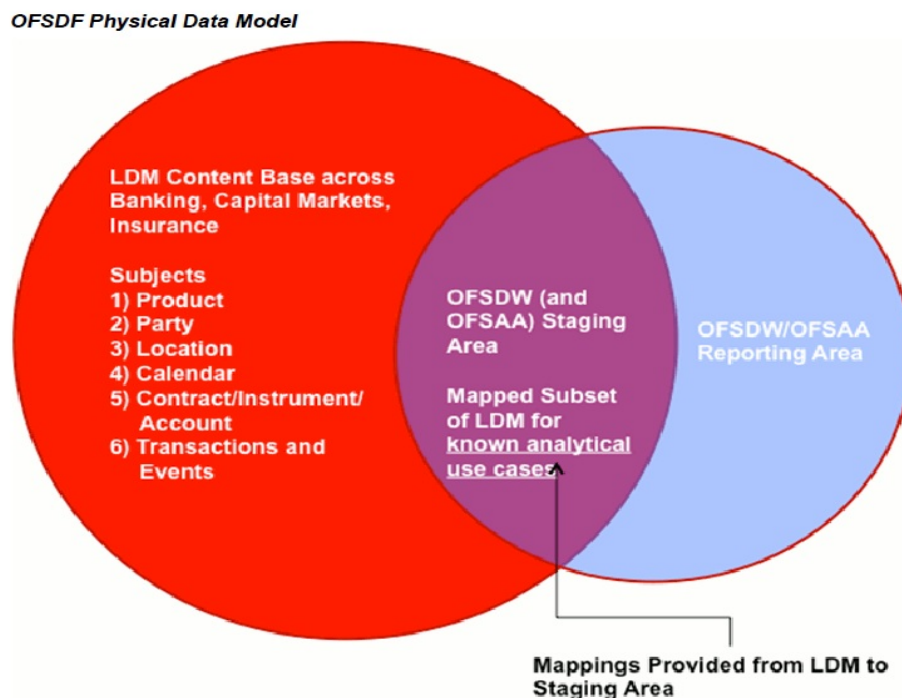 OFSDF Physical Data Model
LDM Content Base across
Banking, Capital Markets,
Insurance
Subjects
1) Product
2) Party
3) Location
4) Calendar
5) Contract/Instrument/
Account
6) Transactions and
Events
OFSDW (and
OFSAA) Staging
Area
Mapped Subset
of LDM for
known analytical
use cases
OFSDW/OFSAA
Reporting Area
Mappings Provided from LDM to
Staging Area